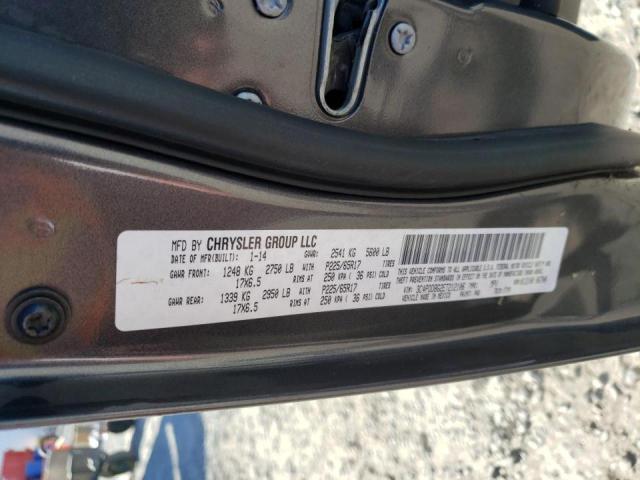 MFD BY CHRYSLER GROUP LLC
DATE OF MFR(BUILT): 1-14 GVWR: 2541 KG 5600 LB
GAWR FRONT: 1248 KG 2750 LB WITH P225/65R17 TIRES
17X6.5 RIMS AT 250 KPA ( 36 PSI) COLD
GAWR REAR: 1339 KG 2950 LB WITH P225/65R17 TIRES
17X6.5 RIMS AT 250 KPA ( 36 PSI) COLD
THIS VEHICLE CONFORMS TO ALL APPLICABLE U.S.A. FEDERAL MOTOR VEHICLE SAFETY, BUMPER AND
THEFT PREVENTION STANDARDS IN EFFECT ON THE DATE OF MANUFACTURE SHOWN ABOVE.
VIN:
VEHICLE MADE IN
MEXICO